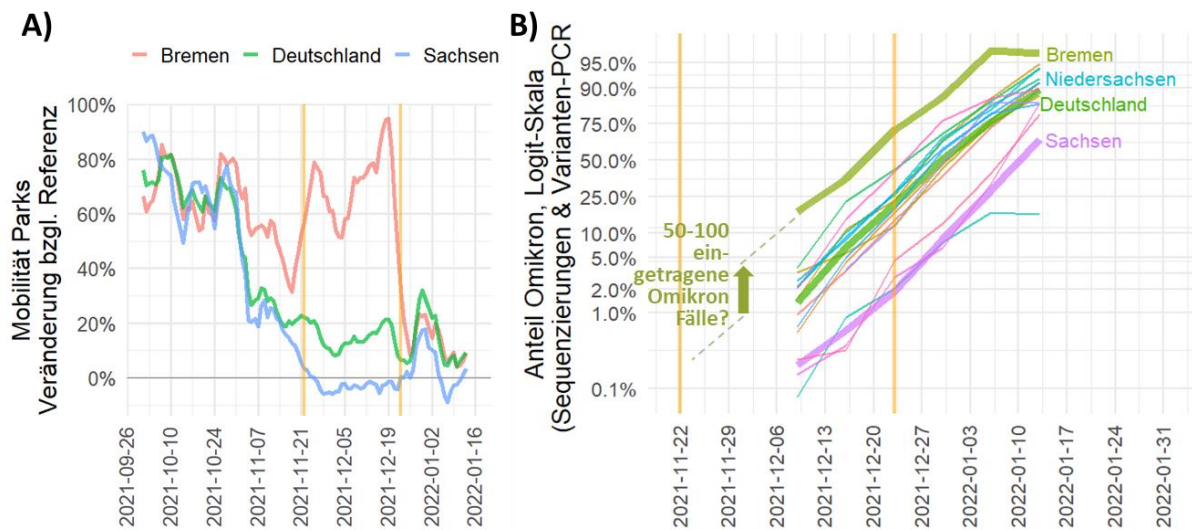 A)
Bremen Deutschland Sachsen
Mobilität Parks
Veränderung bzgl. Referenz
100%
80%
60%
40%
20%
0%
2021-09-26
2021-10-10
2021-10-24
2021-11-07
2021-11-21
2021-12-05
2021-12-19
2022-01-02
2022-01-16
B)
Anteil Omikron, Logit-Skala
(Sequenzierungen & Varianten-PCR
95.0%
90.0%
75.0%
50.0%
25.0%
10.0%
5.0%
2.0%
1.0%
0.1%
Bremen
Niedersachsen
Deutschland
Sachsen
50-100
ein-
getragene
Omikron
Fälle?
2021-11-22
2021-11-29
2021-12-06
2021-12-13
2021-12-20
2021-12-27
2022-01-03
2022-01-10
2022-01-17
2022-01-24
2022-01-31